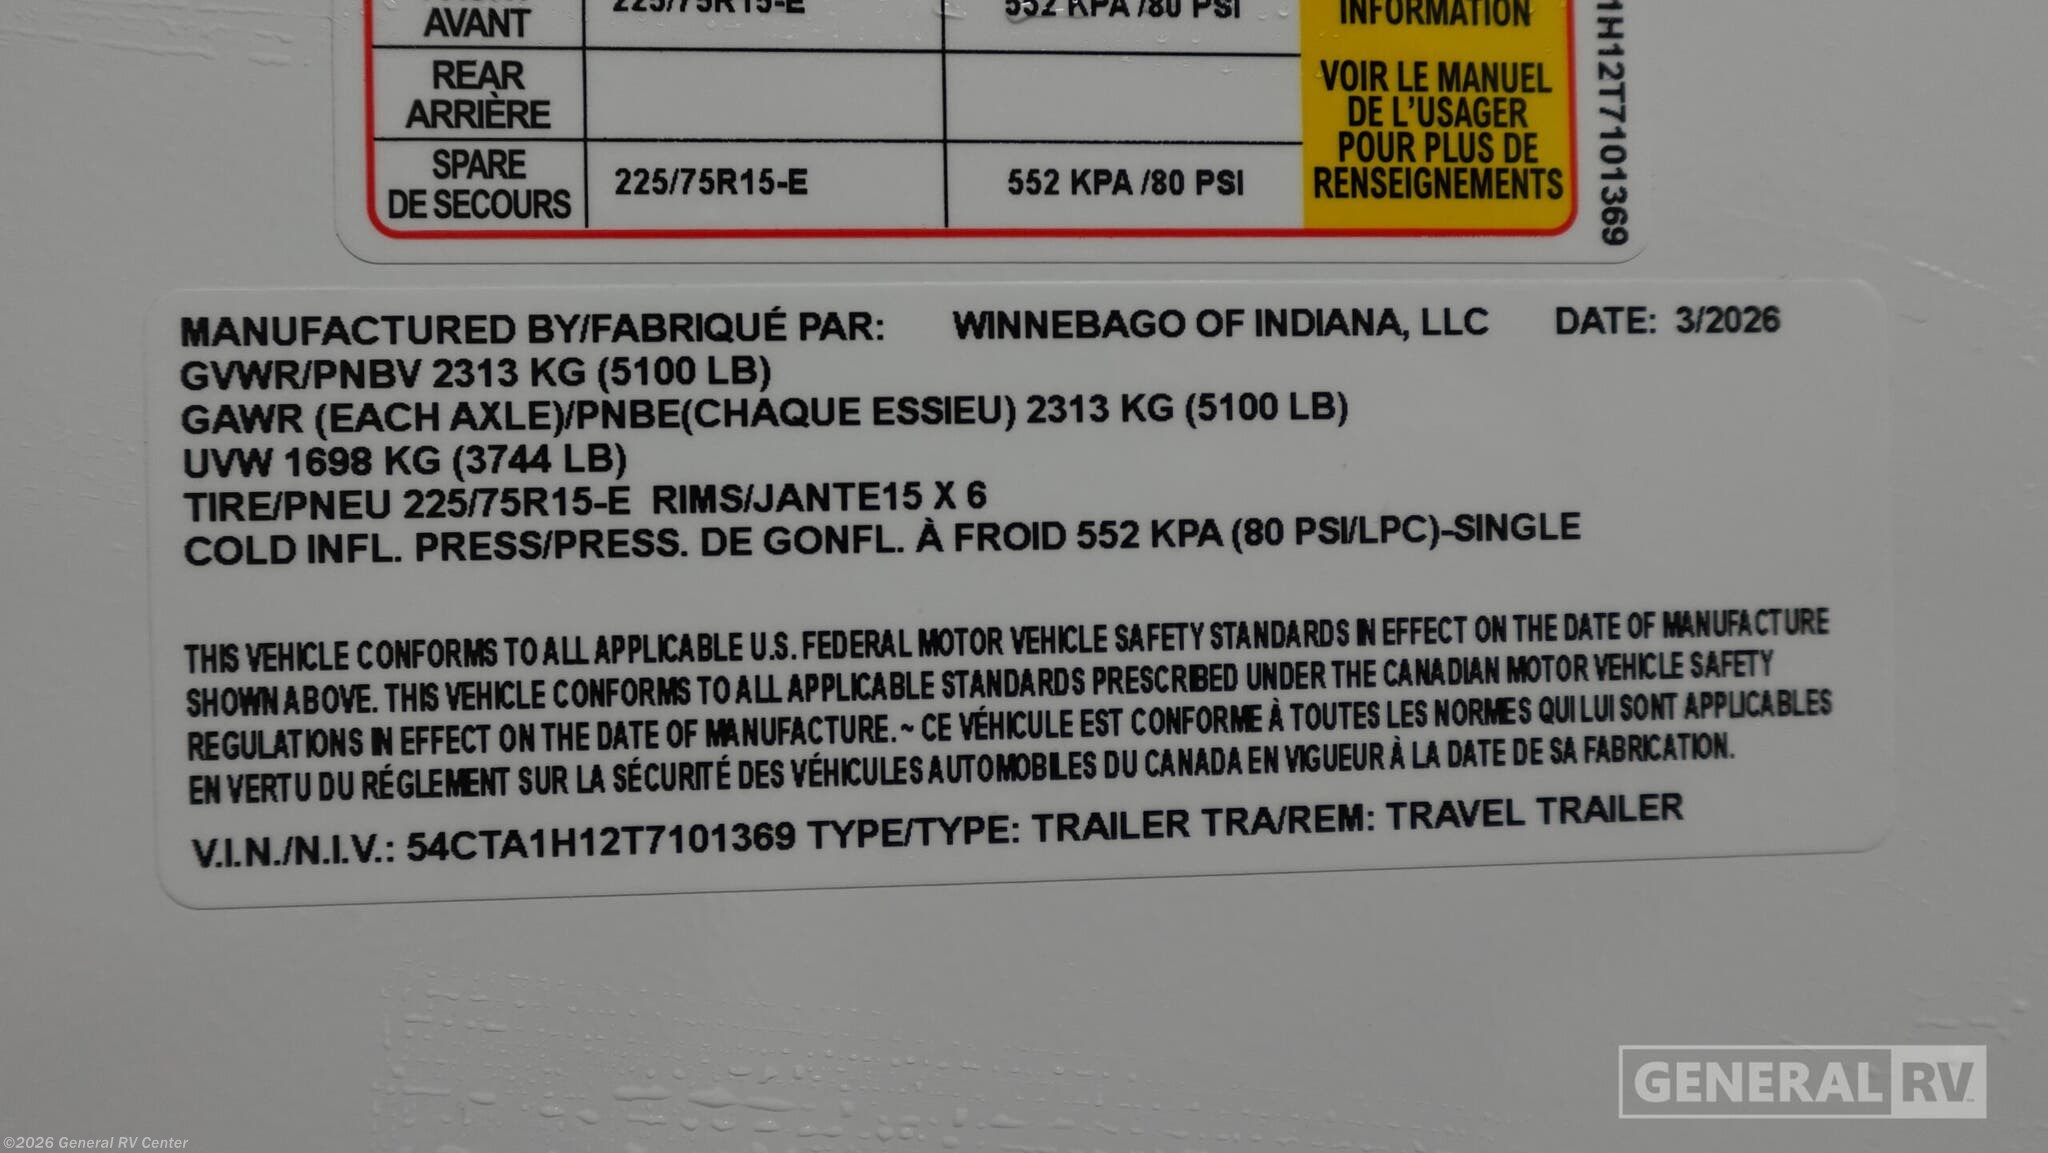 AVANT 225/75R15-E 552 KPA /80 PSI INFORMATION
REAR
ARRIÈRE
SPARE
DE SECOURS 225/75R15-E 552 KPA /80 PSI
VOIR LE MANUEL
DE L'USAGER
POUR PLUS DE
RENSEIGNEMENTS
1H12T7101369
MANUFACTURED BY/FABRIQUÉ PAR: WINNEBAGO OF INDIANA, LLC DATE: 3/2026
GVWR/PNBV 2313 KG (5100 LB)
GAWR (EACH AXLE)/PNBE(CHAQUE ESSIEU) 2313 KG (5100 LB)
UVW 1698 KG (3744 LB)
TIRE/PNEU 225/75R15-E RIMS/JANTE15 X 6
COLD INFL. PRESS/PRESS. DE GONFL. À FROID 552 KPA (80 PSI/LPC)-SINGLE
THIS VEHICLE CONFORMS TO ALL APPLICABLE U.S. FEDERAL MOTOR VEHICLE SAFETY STANDARDS IN EFFECT ON THE DATE OF MANUFACTURE
SHOWN ABOVE. THIS VEHICLE CONFORMS TO ALL APPLICABLE STANDARDS PRESCRIBED UNDER THE CANADIAN MOTOR VEHICLE SAFETY
REGULATIONS IN EFFECT ON THE DATE OF MANUFACTURE. ~ CE VÉHICULE EST CONFORME À TOUTES LES NORMES QUI LUI SONT APPLICABLES
EN VERTU DU RÉGLEMENT SUR LA SÉCURITÉ DES VÉHICULES AUTOMOBILES DU CANADA EN VIGUEUR À LA DATE DE SA FABRICATION.
V.I.N./N.I.V.: 54CTA1H12T7101369 TYPE/TYPE: TRAILER TRA/REM: TRAVEL TRAILER
GENERAL RV
©2026 General RV Center